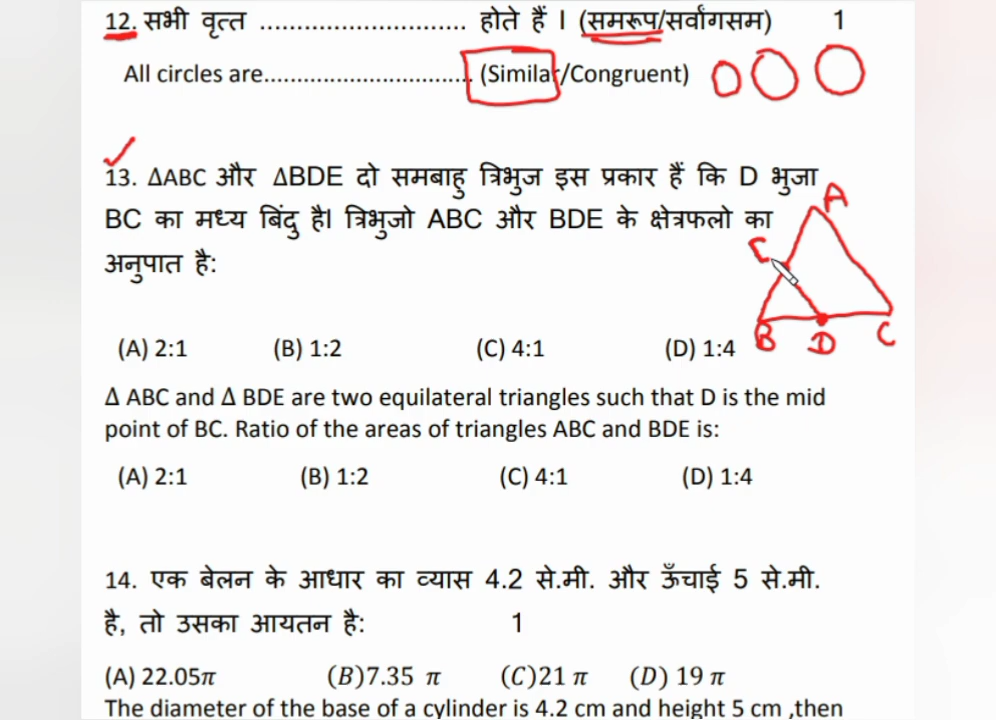 12. सभी वृत्त .............................. होते हैं । (समरूप/सर्वांगसम) 1
All circles are................................ (Similar/Congruent)
13. ΔABC और ΔBDE दो समबाहु त्रिभुज इस प्रकार हैं कि D भुजा
BC का मध्य बिंदु है। त्रिभुजो ABC और BDE के क्षेत्रफलो का
अनुपात है:
A
B D C
(A) 2:1 (B) 1:2 (C) 4:1 (D) 1:4
Δ ABC and Δ BDE are two equilateral triangles such that D is the mid
point of BC. Ratio of the areas of triangles ABC and BDE is:
(A) 2:1 (B) 1:2 (C) 4:1 (D) 1:4
14. एक बेलन के आधार का व्यास 4.2 से.मी. और ऊँचाई 5 से.मी.
है, तो उसका आयतन है: 1
(A) 22.05π (B)7.35 π (C)21 π (D) 19 π
The diameter of the base of a cylinder is 4.2 cm and height 5 cm ,then